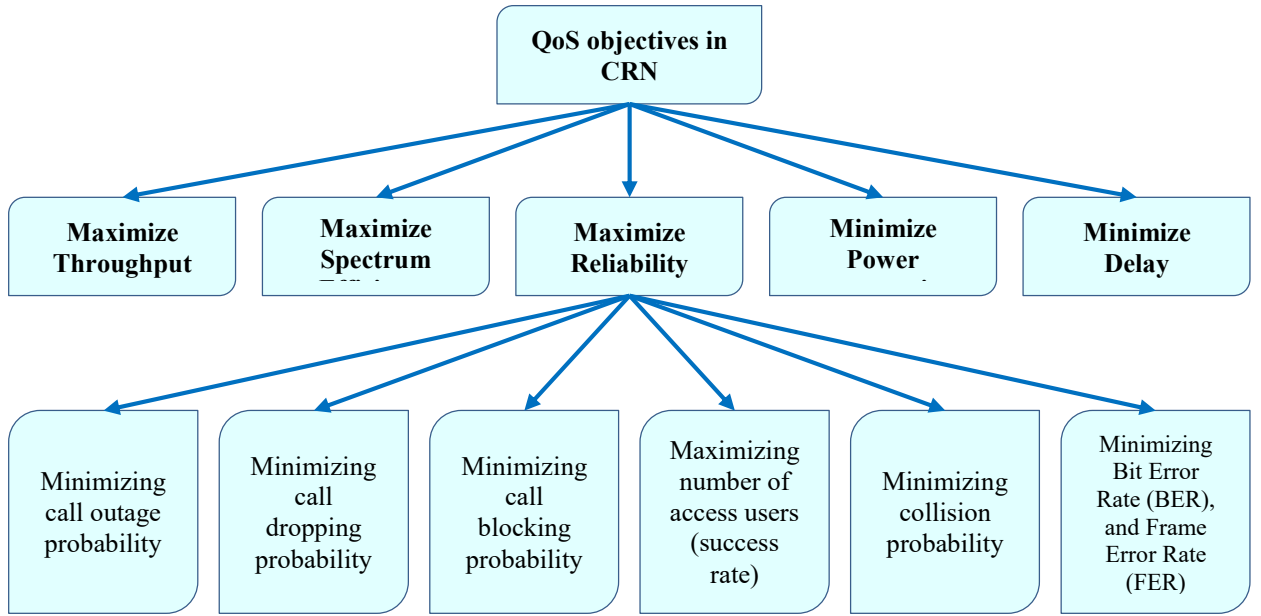 QoS objectives in
CRN
Maximize
Throughput
Maximize
Spectrum
Maximize
Reliability
Minimize
Power
Minimize
Delay
Minimizing
call outage
probability
Minimizing
call
dropping
probability
Minimizing
call
blocking
probability
Maximizing
number of
access users
(success
rate)
Minimizing
collision
probability
Minimizing
Bit Error
Rate (BER),
and Frame
Error Rate
(FER)